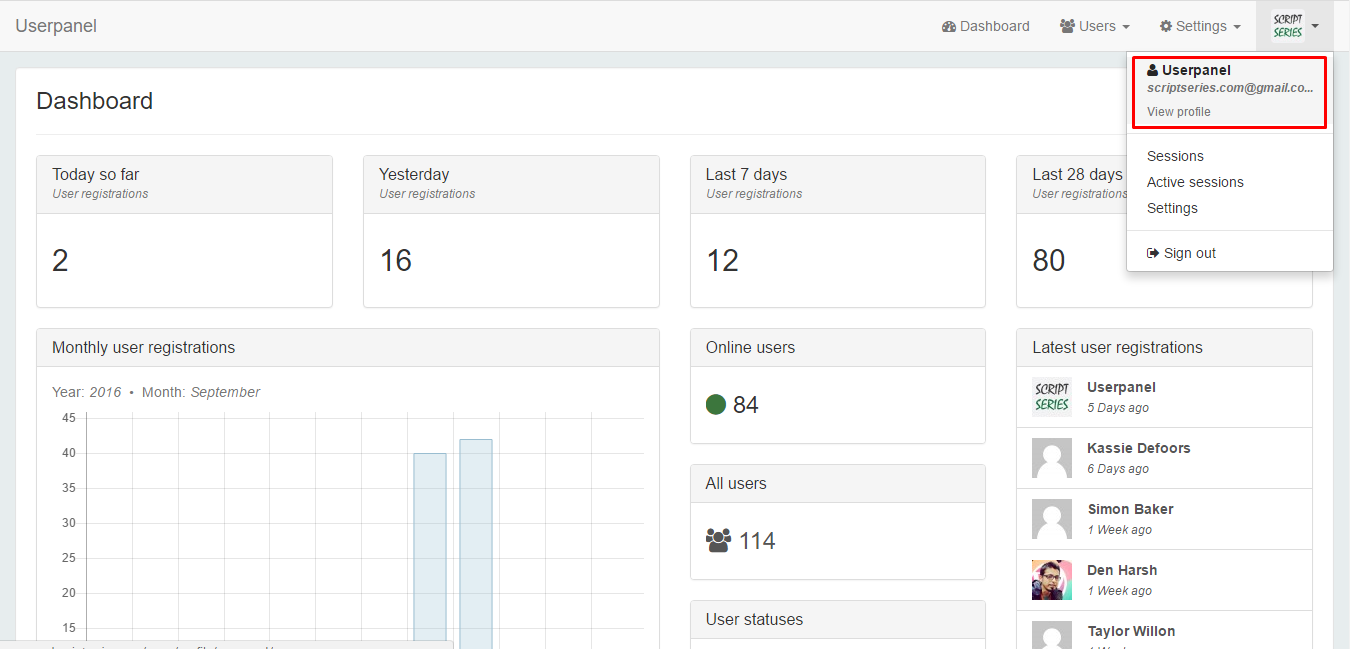 Userpanel
Dashboard
Users
Settings
SCRIPT
SERIES
Userpanel
scriptseries.com@gmail.co...
View profile
Sessions
Active sessions
Settings
Sign out
Dashboard
Today so far
User registrations
2
Yesterday
User registrations
16
Last 7 days
User registrations
12
Last 28 days
User registrations
80
Monthly user registrations
Year: 2016 • Month: September
45
40
35
30
25
20
15
Online users
84
All users
114
User statuses
Latest user registrations
SCRIPT
SERIES
Userpanel
5 Days ago
Kassie Defoors
6 Days ago
Simon Baker
1 Week ago
Den Harsh
1 Week ago
Taylor Willon